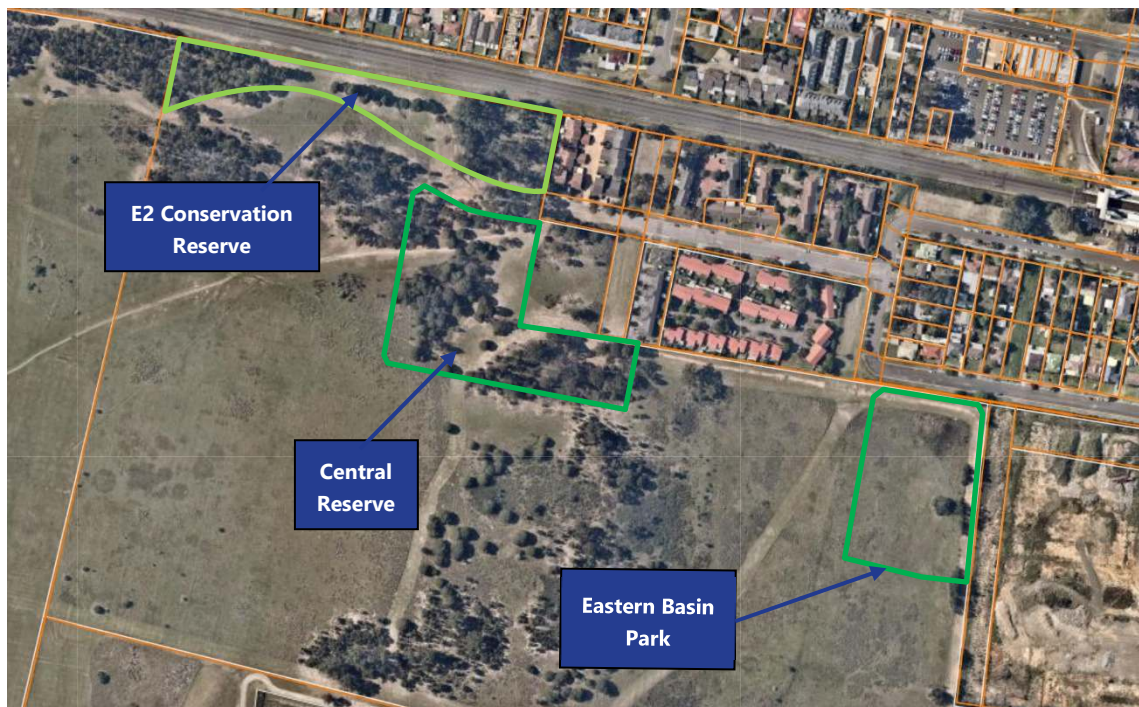 E2 Conservation
Reserve
Central
Reserve
Eastern Basin
Park